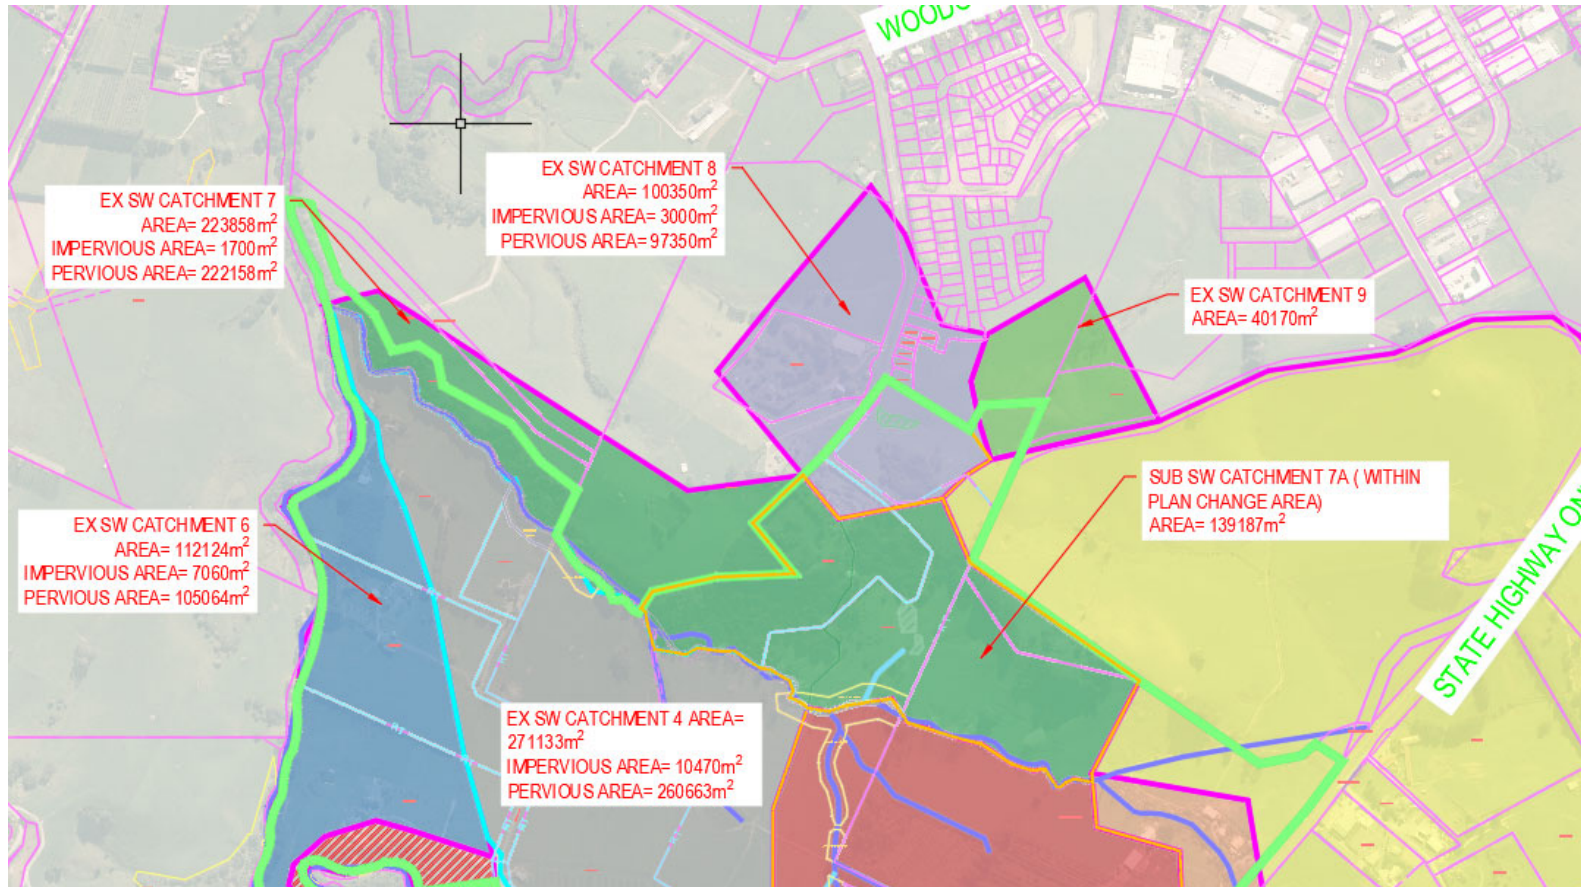 WOODC
EX SW CATCHMENT 8
AREA= 100350m²
IMPERVIOUS AREA= 3000m²
PERVIOUS AREA= 97350m²
EX SW CATCHMENT 7
AREA= 223858m²
IMPERVIOUS AREA= 1700m²
PERVIOUS AREA= 222158m²
EX SW CATCHMENT 9
AREA= 40170m²
SUB SW CATCHMENT 7A ( WITHIN
PLAN CHANGE AREA)
AREA= 139187m²
EX SW CATCHMENT 6
AREA= 112124m²
IMPERVIOUS AREA= 7060m²
PERVIOUS AREA= 105064m²
STATE HIGHWAY ON
EX SW CATCHMENT 4 AREA=
271133m²
IMPERVIOUS AREA= 10470m²
PERVIOUS AREA= 260663m²